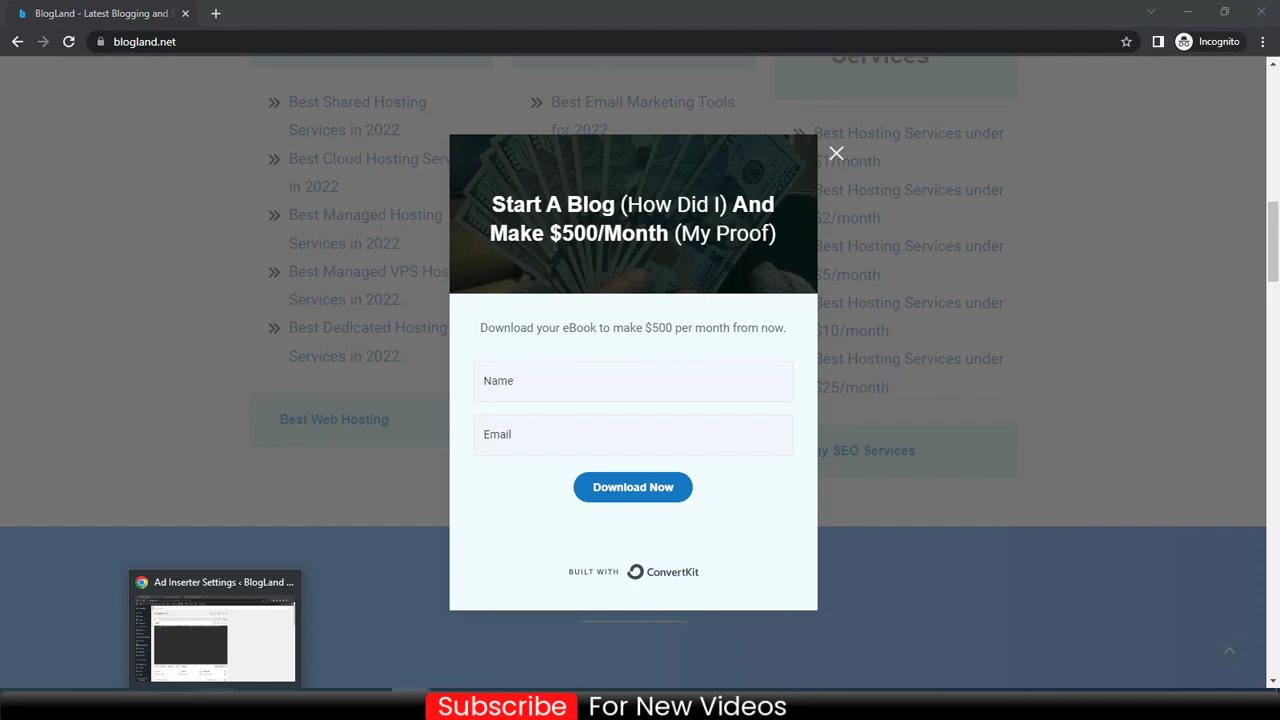 BlogLand - Latest Blogging and S
blogland.net
Incognito
Services
Best Shared Hosting
Services in 2022
Best Cloud Hosting Serv
in 2022
Best Managed Hosting
Services in 2022
Best Managed VPS Hos
Services in 2022
Best Dedicated Hosting
Services in 2022
Best Web Hosting
Best Email Marketing Tools
for 2022
Best Hosting Services under
$1/month
Best Hosting Services under
$2/month
Best Hosting Services under
$5/month
Best Hosting Services under
$10/month
Best Hosting Services under
$25/month
uy SEO Services
Start A Blog (How Did I) And
Make $500/Month (My Proof)
Download your eBook to make $500 per month from now.
Name
Email
Download Now
BUILT WITH ConvertKit
Ad Inserter Settings ‹ BlogLand ...
Subscribe For New Videos